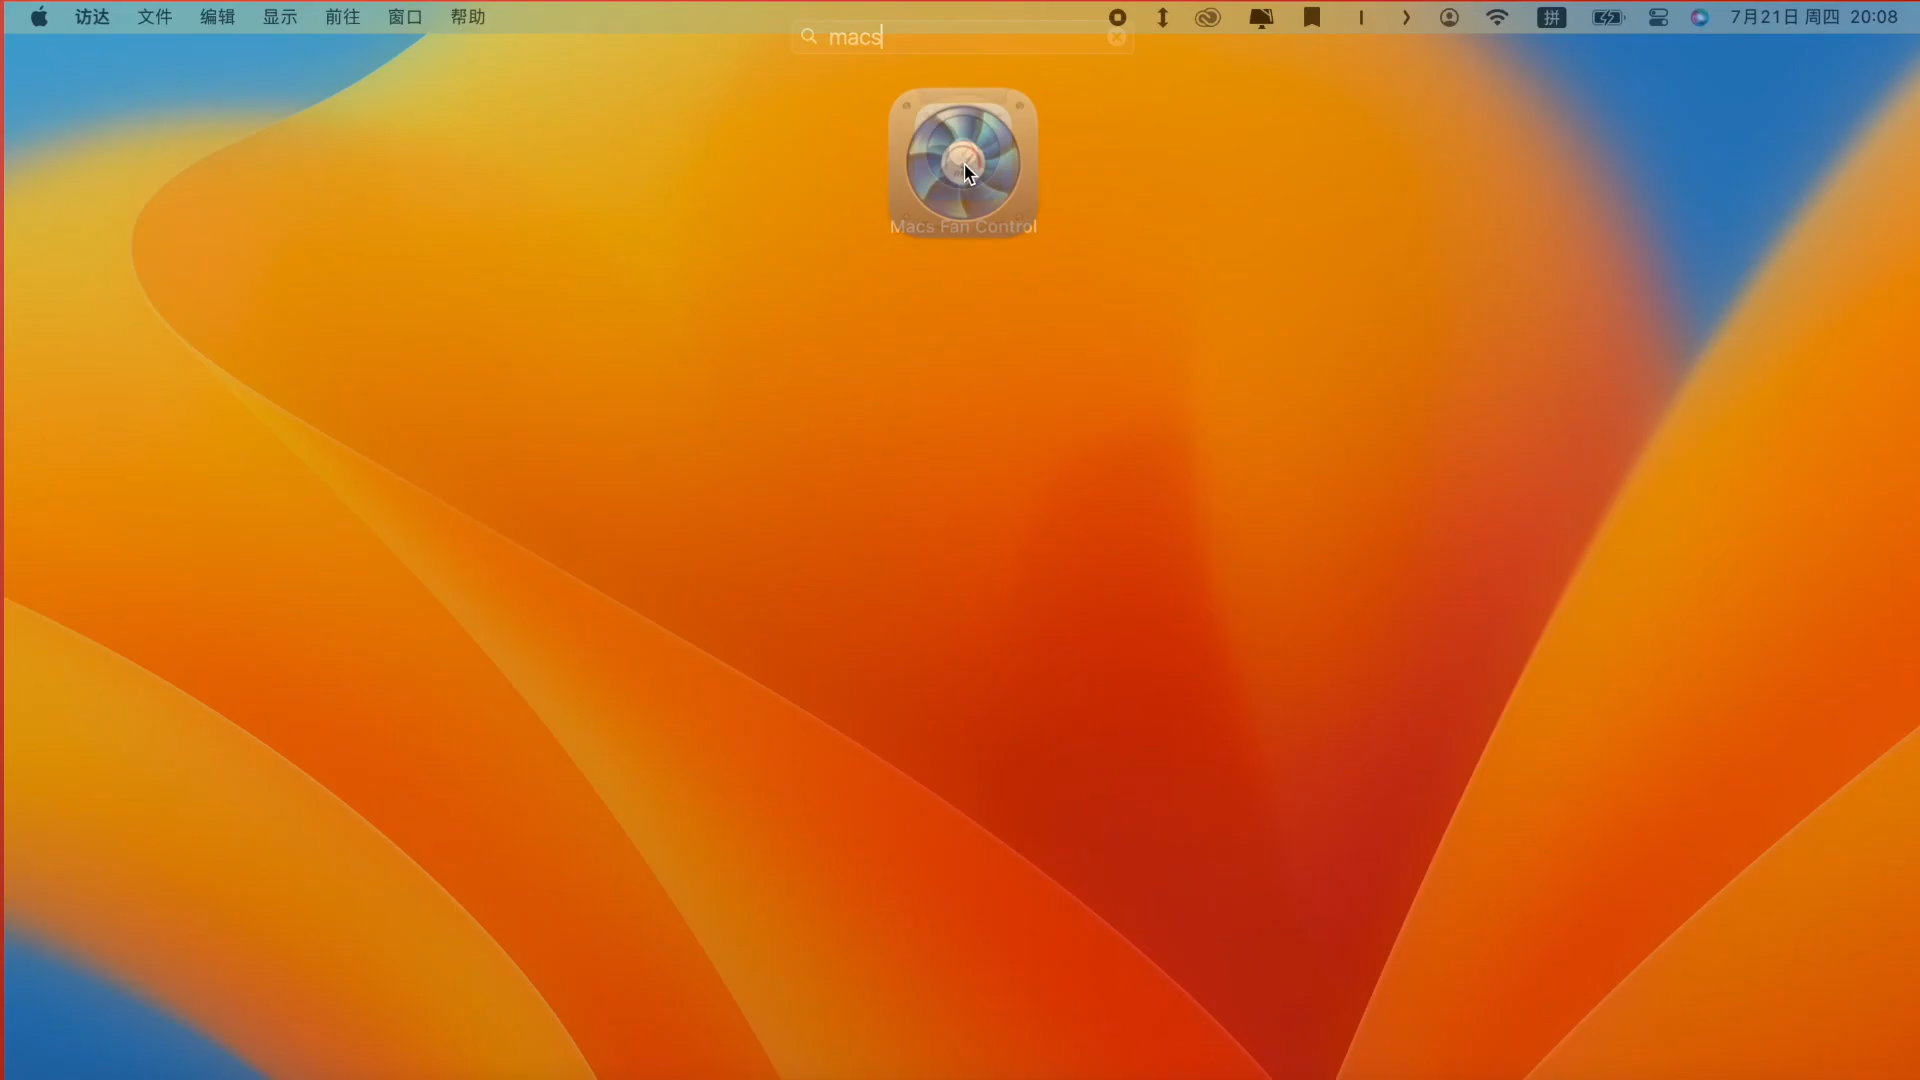 访达 文件 编辑 显示 前往 窗口 帮助 拼 7月21日 周四 20:08
macs
Macs Fan Control